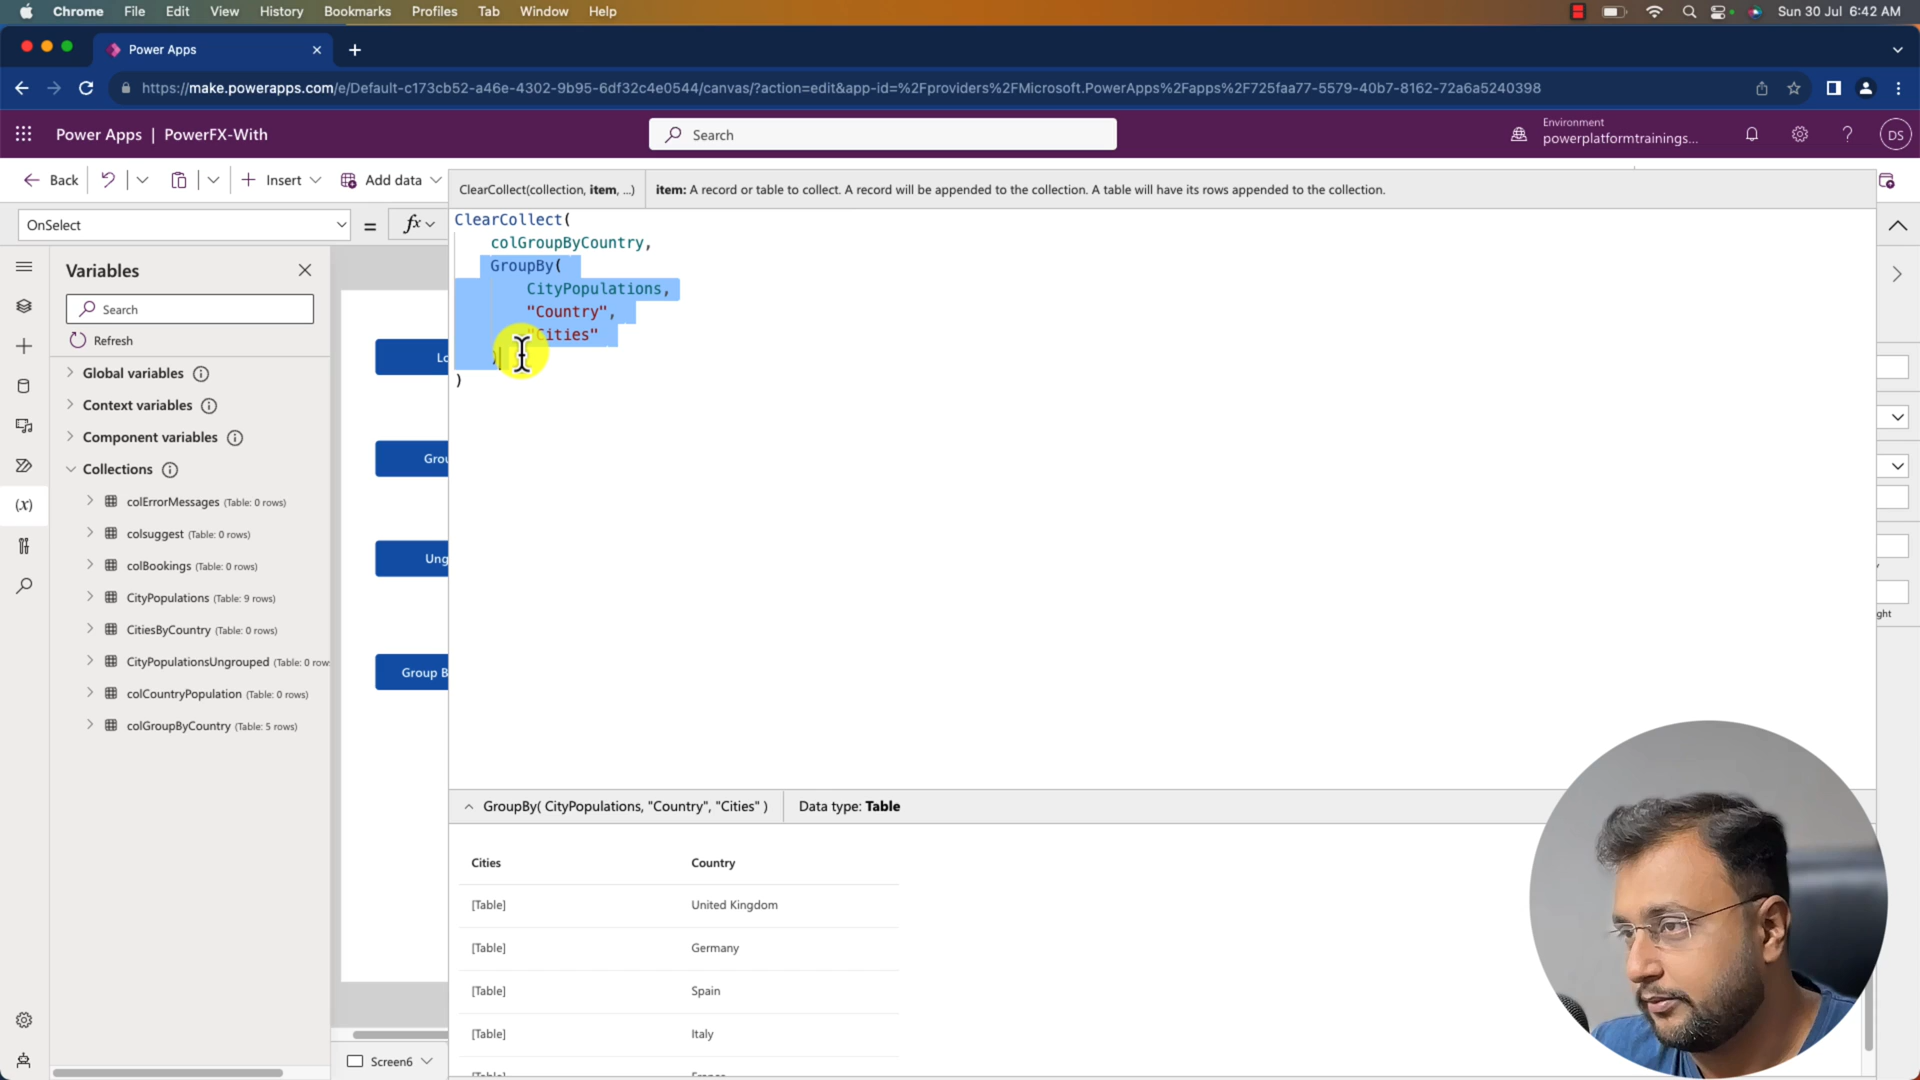 Chrome File Edit View History Bookmarks Profiles Tab Window Help Sun 30 Jul 6:42 AM
Power Apps
https://make.powerapps.com/e/Default-c173cb52-a46e-4302-9b95-6df32c4e0544/canvas/?action=edit&app-id=%2Fproviders%2FMicrosoft.PowerApps%2Fapps%2F725faa77-5579-40b7-8162-72a6a5240398
Power Apps | PowerFX-With
Search
Environment
powerplatformtrainings...
DS
Back
Insert
Add data
ClearCollect(collection, item, ...)
item: A record or table to collect. A record will be appended to the collection. A table will have its rows appended to the collection.
OnSelect
=
fx
ClearCollect(
colGroupByCountry,
GroupBy(
CityPopulations,
"Country",
"Cities"
)
)
Variables
Search
Refresh
Global variables
Context variables
Component variables
Collections
colErrorMessages (Table: 0 rows)
colsuggest (Table: 0 rows)
colBookings (Table: 0 rows)
CityPopulations (Table: 9 rows)
CitiesByCountry (Table: 0 rows)
CityPopulationsUngrouped (Table: 0 row
colCountryPopulation (Table: 0 rows)
colGroupByCountry (Table: 5 rows)
(x)
Lo
Grou
Ung
Group B
ght
GroupBy( CityPopulations, "Country", "Cities" )
Data type: Table
Cities Country
[Table] United Kingdom
[Table] Germany
[Table] Spain
[Table] Italy
Screen6